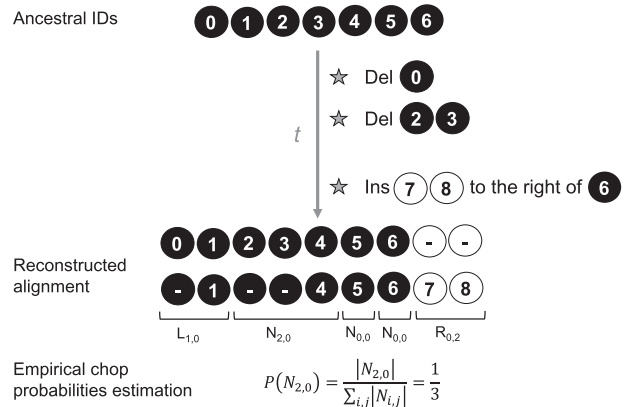 Ancestral IDs 0 1 2 3 4 5 6
Del 0
Del 2 3
t
Ins 7 8 to the right of 6
0 1 2 3 4 5 6 - -
Reconstructed
alignment
- 1 - - 4 5 6 7 8
L1,0 N2,0 N0,0 N0,0 R0,2
Empirical chop
probabilities estimation
P(N2,0) = |N2,0| / ∑i,j|Ni,j| = 1/3